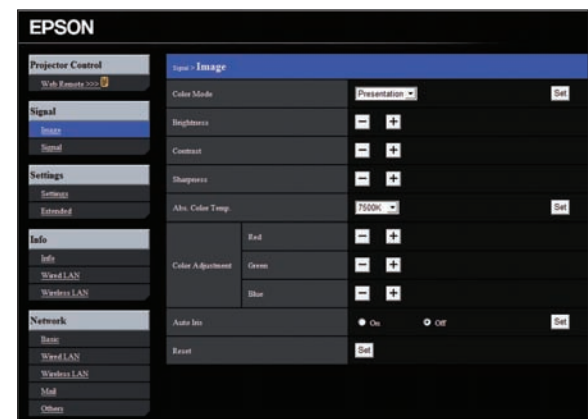 EPSON
Projector Control
Web Remote >>>
Signal
Image
Signal
Settings
Settings
Extended
Info
Info
Wired LAN
Wireless LAN
Network
Basic
Wired LAN
Wireless LAN
Mail
Others
Signal > Image
Color Mode
Presentation
Set
Brightness
- +
Contrast
- +
Sharpness
- +
Abs. Color Temp.
7500K
Set
Color Adjustment
Red
- +
Green
- +
Blue
- +
Auto Iris
On
Off
Set
Reset
Set